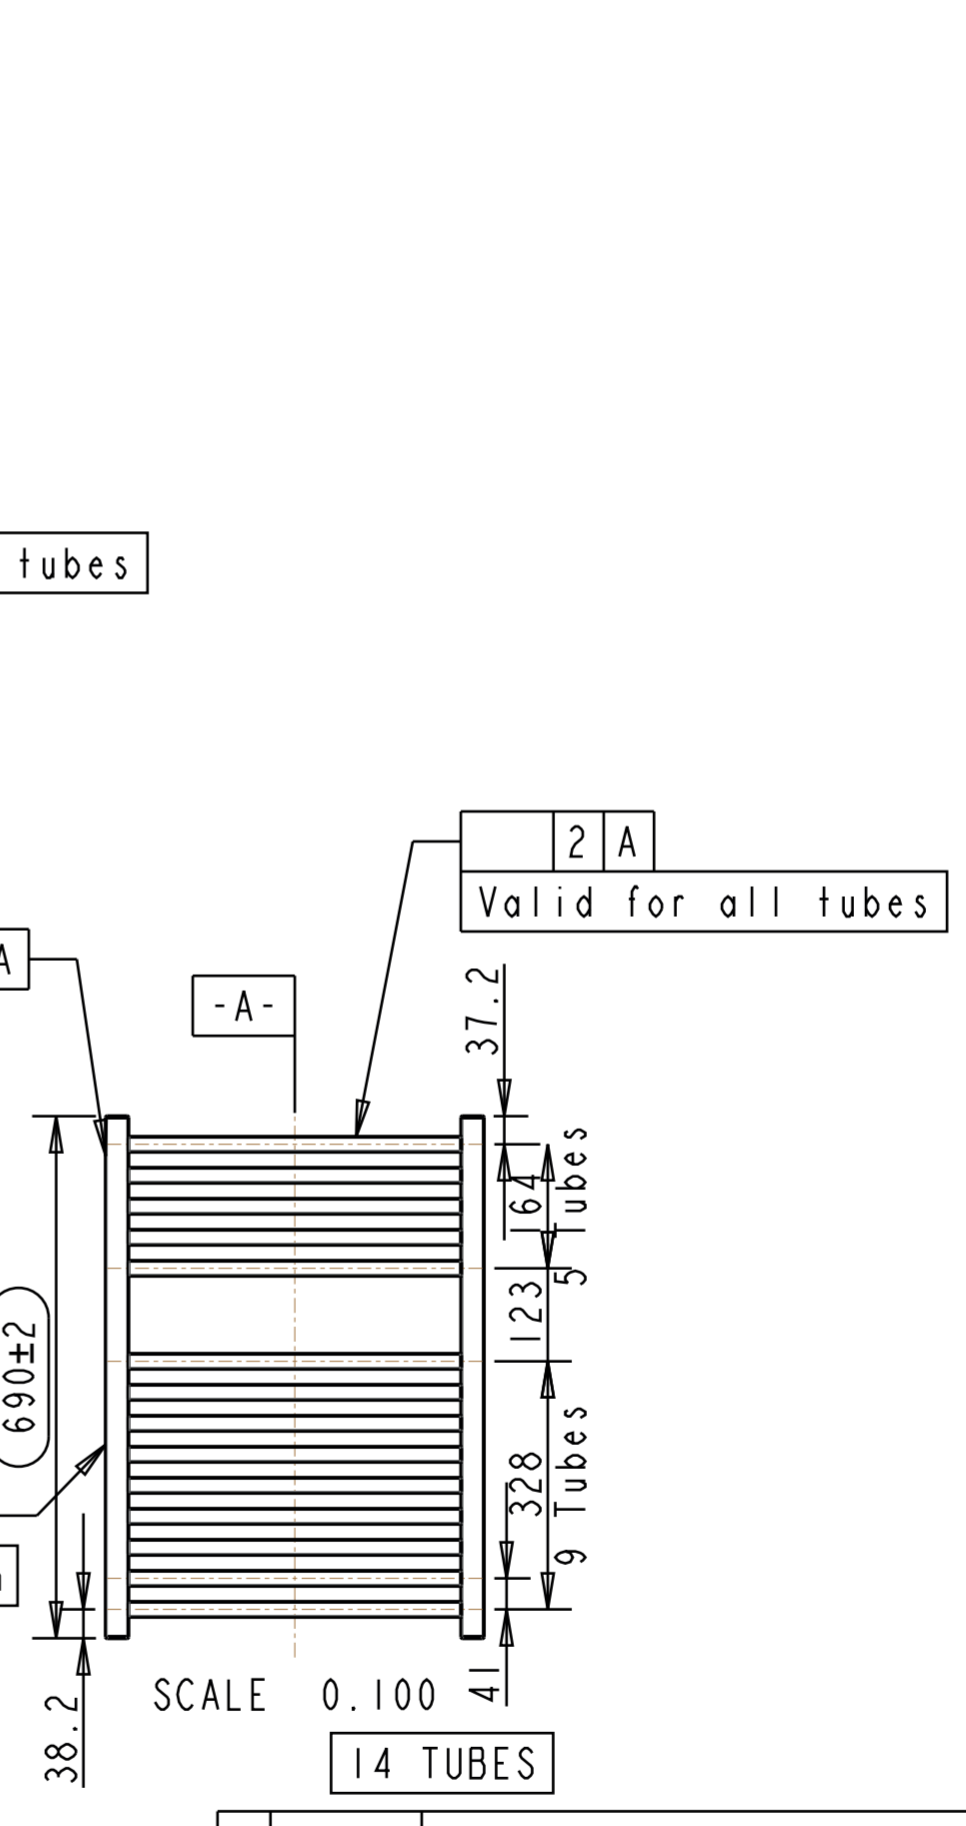 tubes
2 A
Valid for all tubes
A
-A-
37.2
164
5 Tubes
123
690±2
328
9 Tubes
41
38.2
SCALE 0.100
14 TUBES